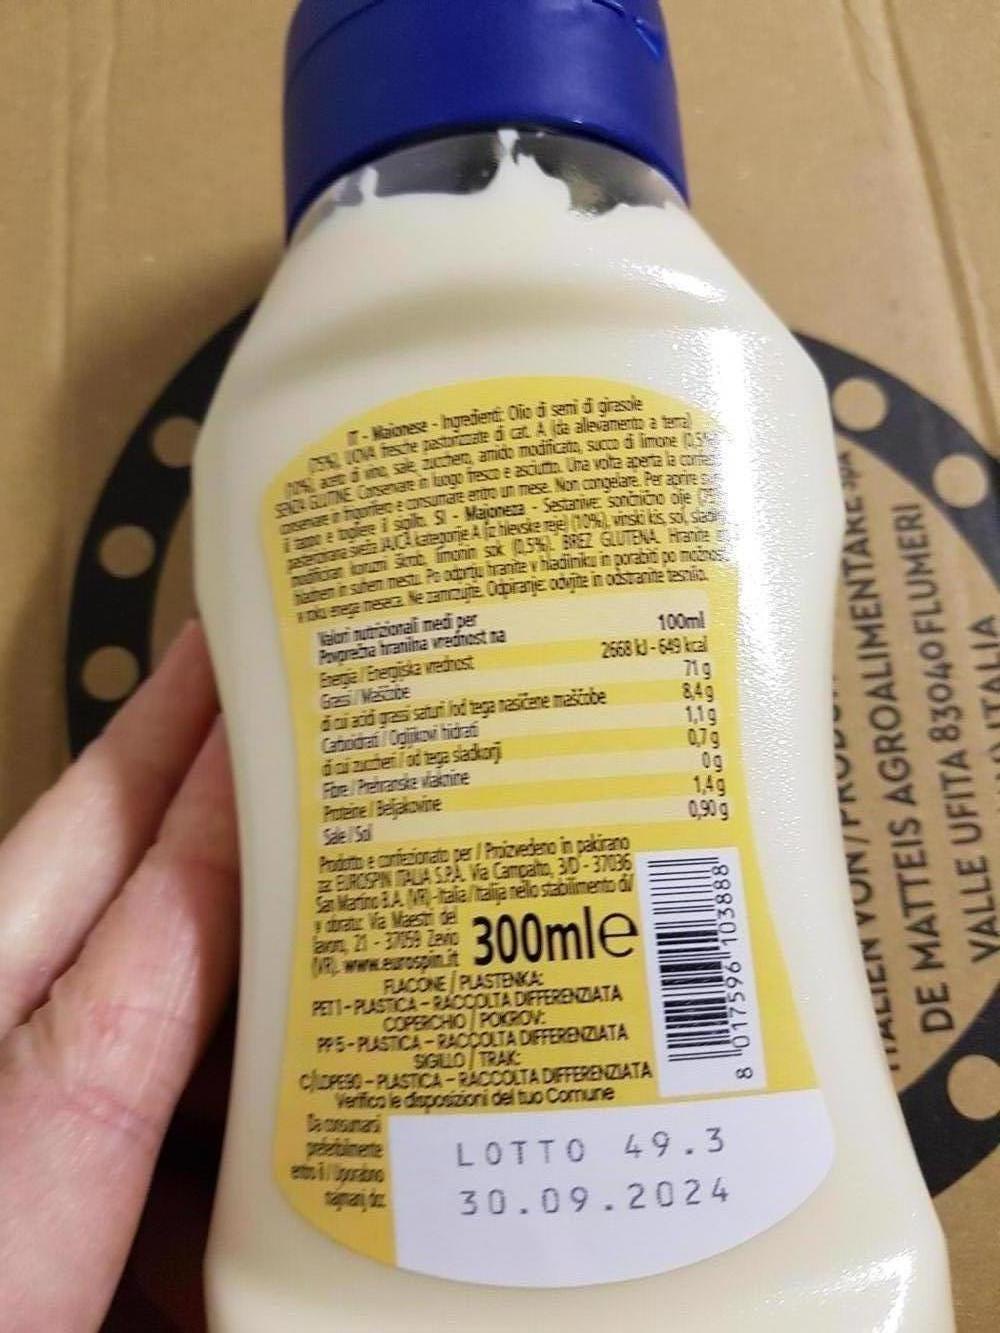 IT - Maionese - Ingredienti: Olio di semi di girasole
(75%), UOVA fresche pastorizzate di cat. A (da allevamento a terra)
(10%), aceto di vino, sale, zucchero, amido modificato, succo di limone (0,5%)
SENZA GLUTINE. Conservare in luogo fresco e asciutto. Una volta aperta la
conservare in frigorifero e consumare entro un mese. Non congelare. Per aprire
il tappo e togliere il sigillo. SI - Majoneza - Sestavine: sončnično olje
pasterizirana sveža JAJCA kategorije A (iz hlevske reje) (10%), vinski kis, sol,
modificiran koruzni škrob, limonin sok (0,5%). BREZ GLUTENA. Hranite
hladnem in suhem mestu. Po odprtju hranite v hladilniku in porabiti po možnosti
v roku enega meseca. Ne zamrzujte. Odpiranje: odvijte in odstranite tesnilo.
Valori nutrizionali medi per 100ml
Povprečna hranilna vrednost na
Energia / Energijska vrednost 2668 kJ - 649 kcal
Grassi / Maščobe 71 g
di cui acidi grassi saturi / od tega nasičene maščobe 8,4 g
Carboidrati / Ogljikovi hidrati 1,1 g
di cui zuccheri / od tega sladkorji 0,7 g
Fibre / Prehranske vlaknine 0 g
Proteine / Beljakovine 1,4 g
Sale / Sol 0,90 g
Prodotto e confezionato per / Proizvedeno in pakirano
za: EUROSPIN ITALIA S.P.A. Via Campalto, 3/D - 37036
San Martino B.A. (VR) - Italia / Italija nello stabilimento di/
v obratu: Via Maestri del
lavoro, 21 - 37059 Zevio
(VR). www.eurospin.it
300ml e
FLACONE / PLASTENKA:
PET1 - PLASTICA - RACCOLTA DIFFERENZIATA
COPERCHIO / POKROV:
PP 5 - PLASTICA - RACCOLTA DIFFERENZIATA
SIGILLO / TRAK:
C/LDPE90 - PLASTICA - RACCOLTA DIFFERENZIATA
Verifica le disposizioni del tuo Comune
8 017596 103888
Da consumarsi
preferibilmente
entro il / Uporabno
najmanj do:
LOTTO 49.3
30.09.2024
DE MATTEIS AGROALIMENTARE SpA
VALLE UFITA 83040 FLUMERI
ITALIA